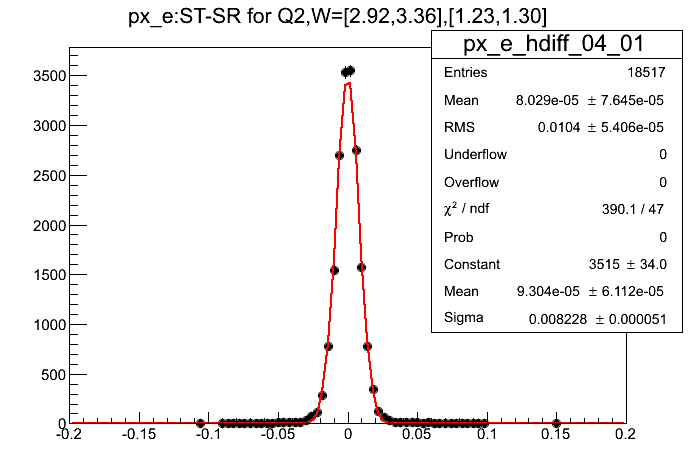 px_e:ST-SR for Q2,W=[2.92,3.36],[1.23,1.30]
px_e_hdiff_04_01
Entries 18517
Mean 8.029e-05 ± 7.645e-05
RMS 0.0104 ± 5.406e-05
Underflow 0
Overflow 0
χ² / ndf 390.1 / 47
Prob 0
Constant 3515 ± 34.0
Mean 9.304e-05 ± 6.112e-05
Sigma 0.008228 ± 0.000051
3500
3000
2500
2000
1500
1000
500
0
-0.2 -0.15 -0.1 -0.05 0 0.05 0.1 0.15 0.2